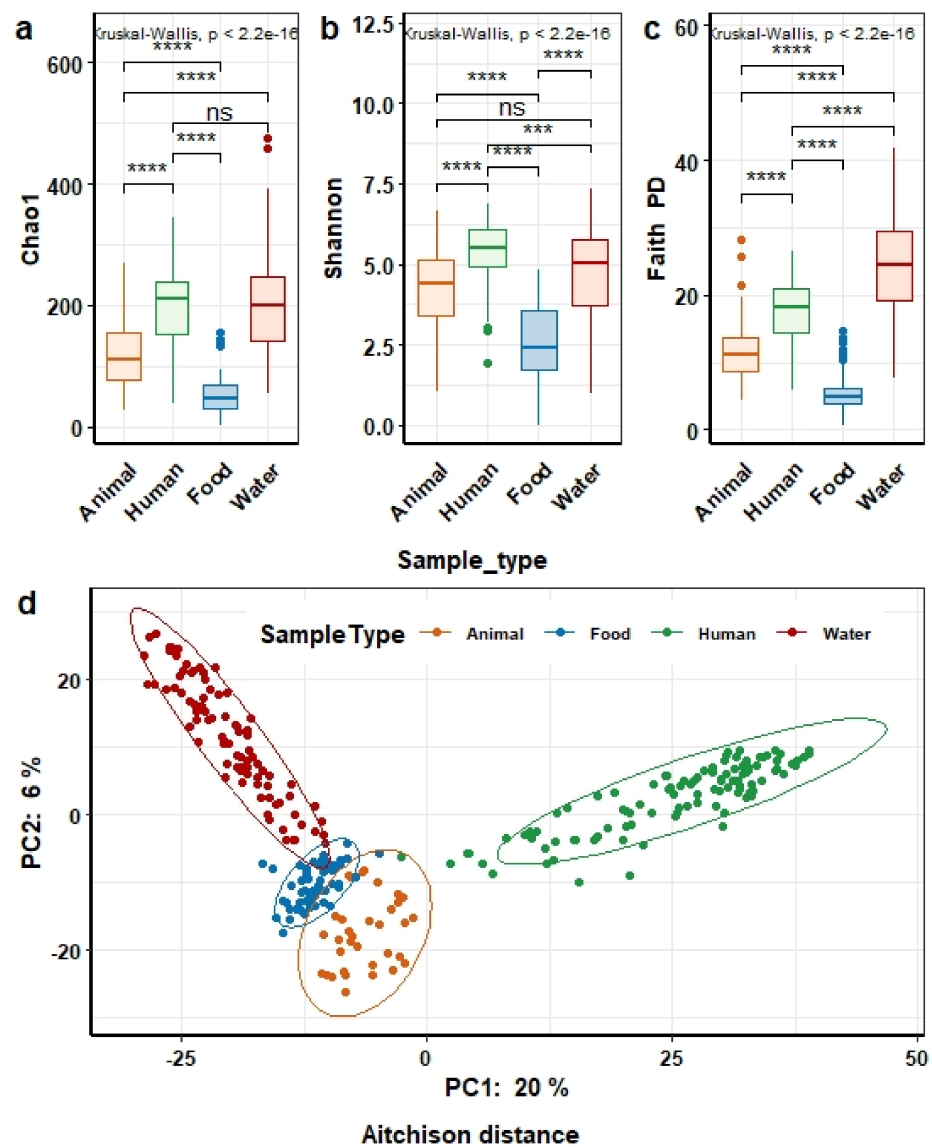 a
Kruskal-Wallis, p < 2.2e-16
****
****
ns
****
****
600
400
200
0
Chao1
Animal
Human
Food
Water
b
Kruskal-Wallis, p < 2.2e-16
****
****
ns
***
****
****
12.5
10.0
7.5
5.0
2.5
0.0
Shannon
Animal
Human
Food
Water
c
Kruskal-Wallis, p < 2.2e-16
****
****
****
****
****
60
40
20
0
Faith PD
Animal
Human
Food
Water
Sample_type
d
Sample Type Animal Food Human Water
20
0
-20
PC2: 6 %
-25 0 25 50
PC1: 20 %
Aitchison distance